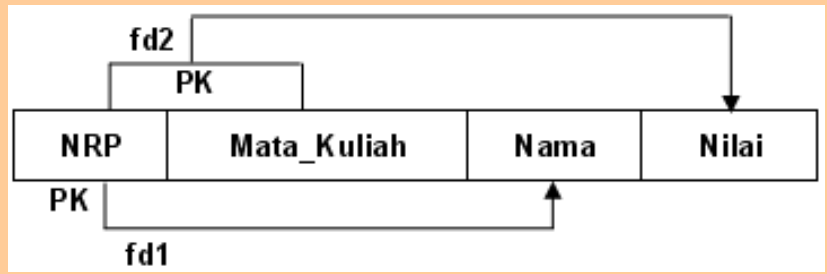 fd2
PK
NRP Mata_Kuliah Nama Nilai
PK
fd1